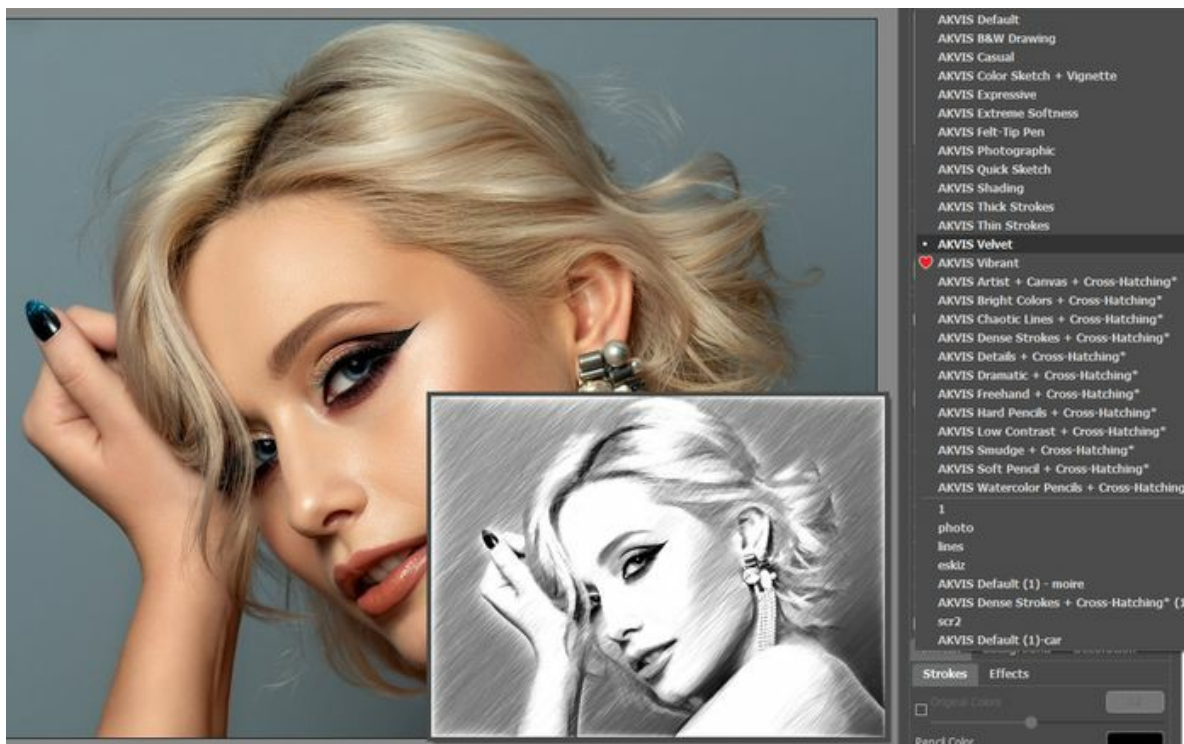 AKVIS Default
AKVIS B&W Drawing
AKVIS Casual
AKVIS Color Sketch + Vignette
AKVIS Expressive
AKVIS Extreme Softness
AKVIS Felt-Tip Pen
AKVIS Photographic
AKVIS Quick Sketch
AKVIS Shading
AKVIS Thick Strokes
AKVIS Thin Strokes
AKVIS Velvet
AKVIS Vibrant
AKVIS Artist + Canvas + Cross-Hatching*
AKVIS Bright Colors + Cross-Hatching*
AKVIS Chaotic Lines + Cross-Hatching*
AKVIS Dense Strokes + Cross-Hatching*
AKVIS Details + Cross-Hatching*
AKVIS Dramatic + Cross-Hatching*
AKVIS Freehand + Cross-Hatching*
AKVIS Hard Pencils + Cross-Hatching*
AKVIS Low Contrast + Cross-Hatching*
AKVIS Smudge + Cross-Hatching*
AKVIS Soft Pencil + Cross-Hatching*
AKVIS Watercolor Pencils + Cross-Hatching
1
photo
lines
eskiz
AKVIS Default (1) - moire
AKVIS Dense Strokes + Cross-Hatching* (1
scr2
AKVIS Default (1)-car
Strokes Effects
Original Colors
Pencil Color